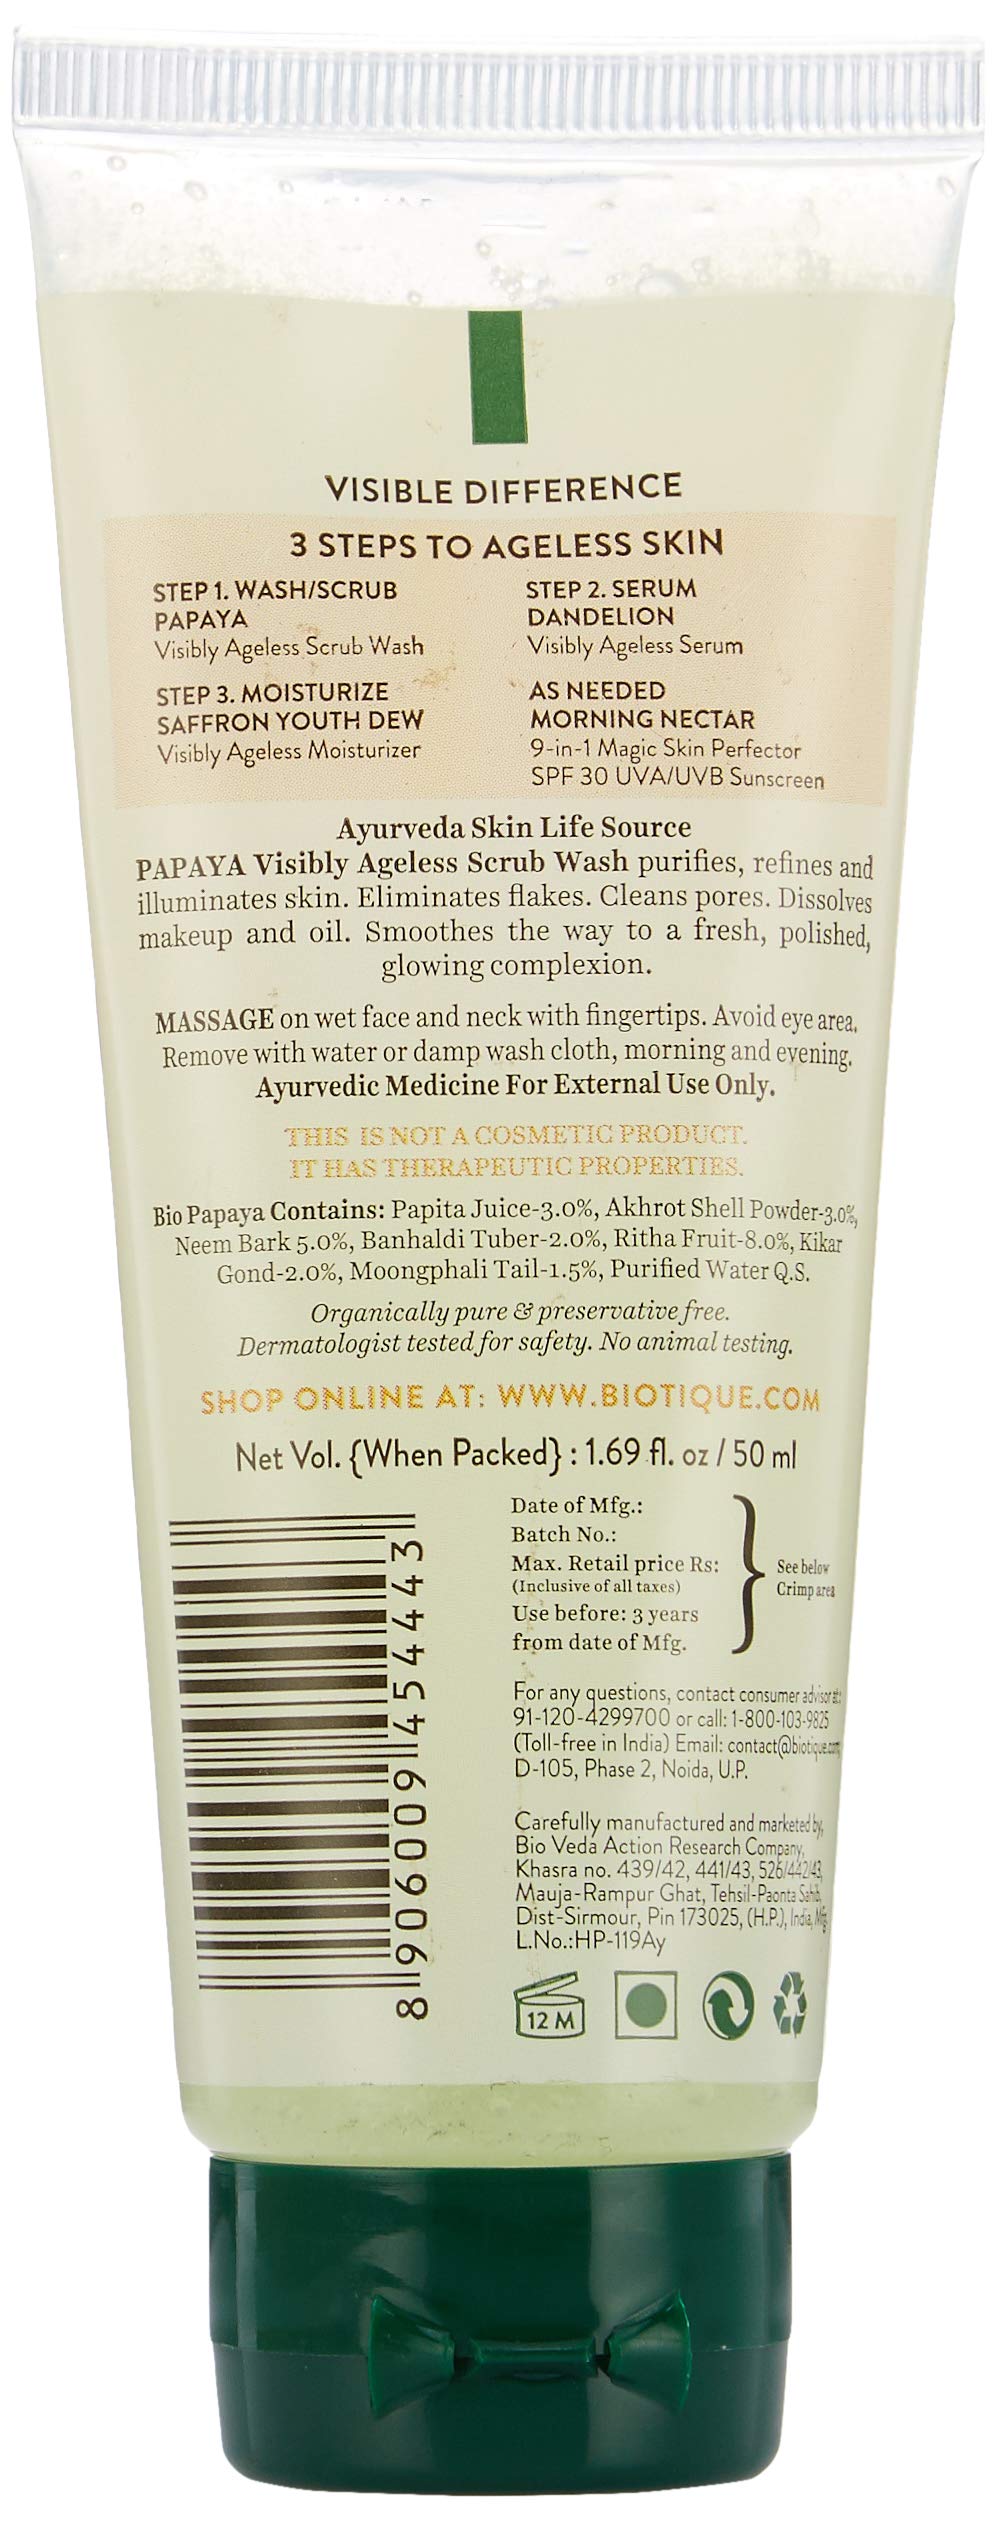 VISIBLE DIFFERENCE
3 STEPS TO AGELESS SKIN
STEP 1. WASH/SCRUB
PAPAYA
Visibly Ageless Scrub Wash
STEP 2. SERUM
DANDELION
Visibly Ageless Serum
STEP 3. MOISTURIZE
SAFFRON YOUTH DEW
Visibly Ageless Moisturizer
AS NEEDED
MORNING NECTAR
9-in-1 Magic Skin Perfector
SPF 30 UVA/UVB Sunscreen
Ayurveda Skin Life Source
PAPAYA Visibly Ageless Scrub Wash purifies, refines and
illuminates skin. Eliminates flakes. Cleans pores. Dissolves
makeup and oil. Smoothes the way to a fresh, polished,
glowing complexion.
MASSAGE on wet face and neck with fingertips. Avoid eye area.
Remove with water or damp wash cloth, morning and evening.
Ayurvedic Medicine For External Use Only.
THIS IS NOT A COSMETIC PRODUCT.
IT HAS THERAPEUTIC PROPERTIES.
Bio Papaya Contains: Papita Juice-3.0%, Akhrot Shell Powder-3.0%,
Neem Bark 5.0%, Banhaldi Tuber-2.0%, Ritha Fruit-8.0%, Kikar
Gond-2.0%, Moongphali Tail-1.5%, Purified Water Q.S.
Organically pure & preservative free.
Dermatologist tested for safety. No animal testing.
SHOP ONLINE AT: WWW.BIOTIQUE.COM
Net Vol. {When Packed} : 1.69 fl. oz / 50 ml
8906009454443
Date of Mfg.:
Batch No.:
Max. Retail price Rs:
(Inclusive of all taxes)
Use before: 3 years
from date of Mfg.
See below
Crimp area
For any questions, contact consumer advisor at:
91-120-4299700 or call: 1-800-103-9825
(Toll-free in India) Email: contact@biotique.com
D-105, Phase 2, Noida, U.P.
Carefully manufactured and marketed by,
Bio Veda Action Research Company,
Khasra no. 439/42, 441/43, 526/442/43,
Mauja-Rampur Ghat, Tehsil-Paonta Sahib,
Dist-Sirmour, Pin 173025, (H.P.), India, Mfg.
L.No.:HP-119Ay
12 M